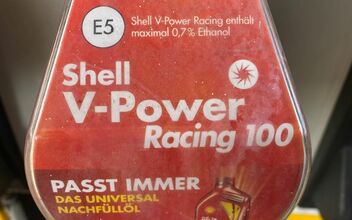 E5
Shell V-Power Racing enthält
maximal 0,7% Ethanol
Shell
V-Power
Racing 100
PASST IMMER
DAS UNIVERSAL
NACHFÜLLÖL